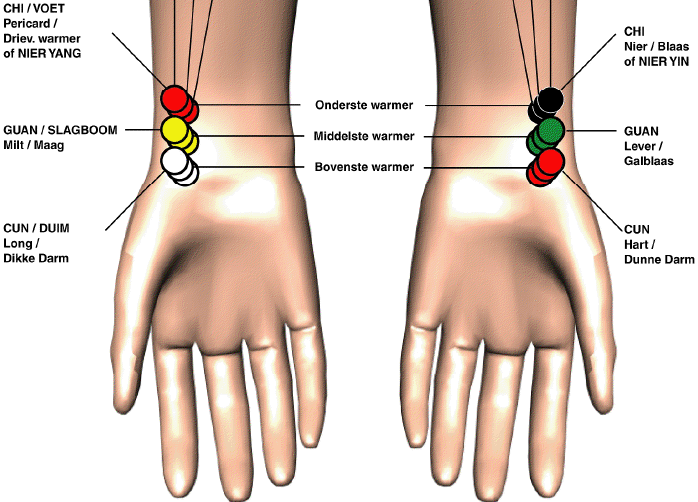 CHI / VOET
Pericard /
Driev. warmer
of NIER YANG
GUAN / SLAGBOOM
Milt / Maag
CUN / DUIM
Long /
Dikke Darm
Onderste warmer
Middelste warmer
Bovenste warmer
CHI
Nier / Blaas
of NIER YIN
GUAN
Lever /
Galblaas
CUN
Hart /
Dunne Darm